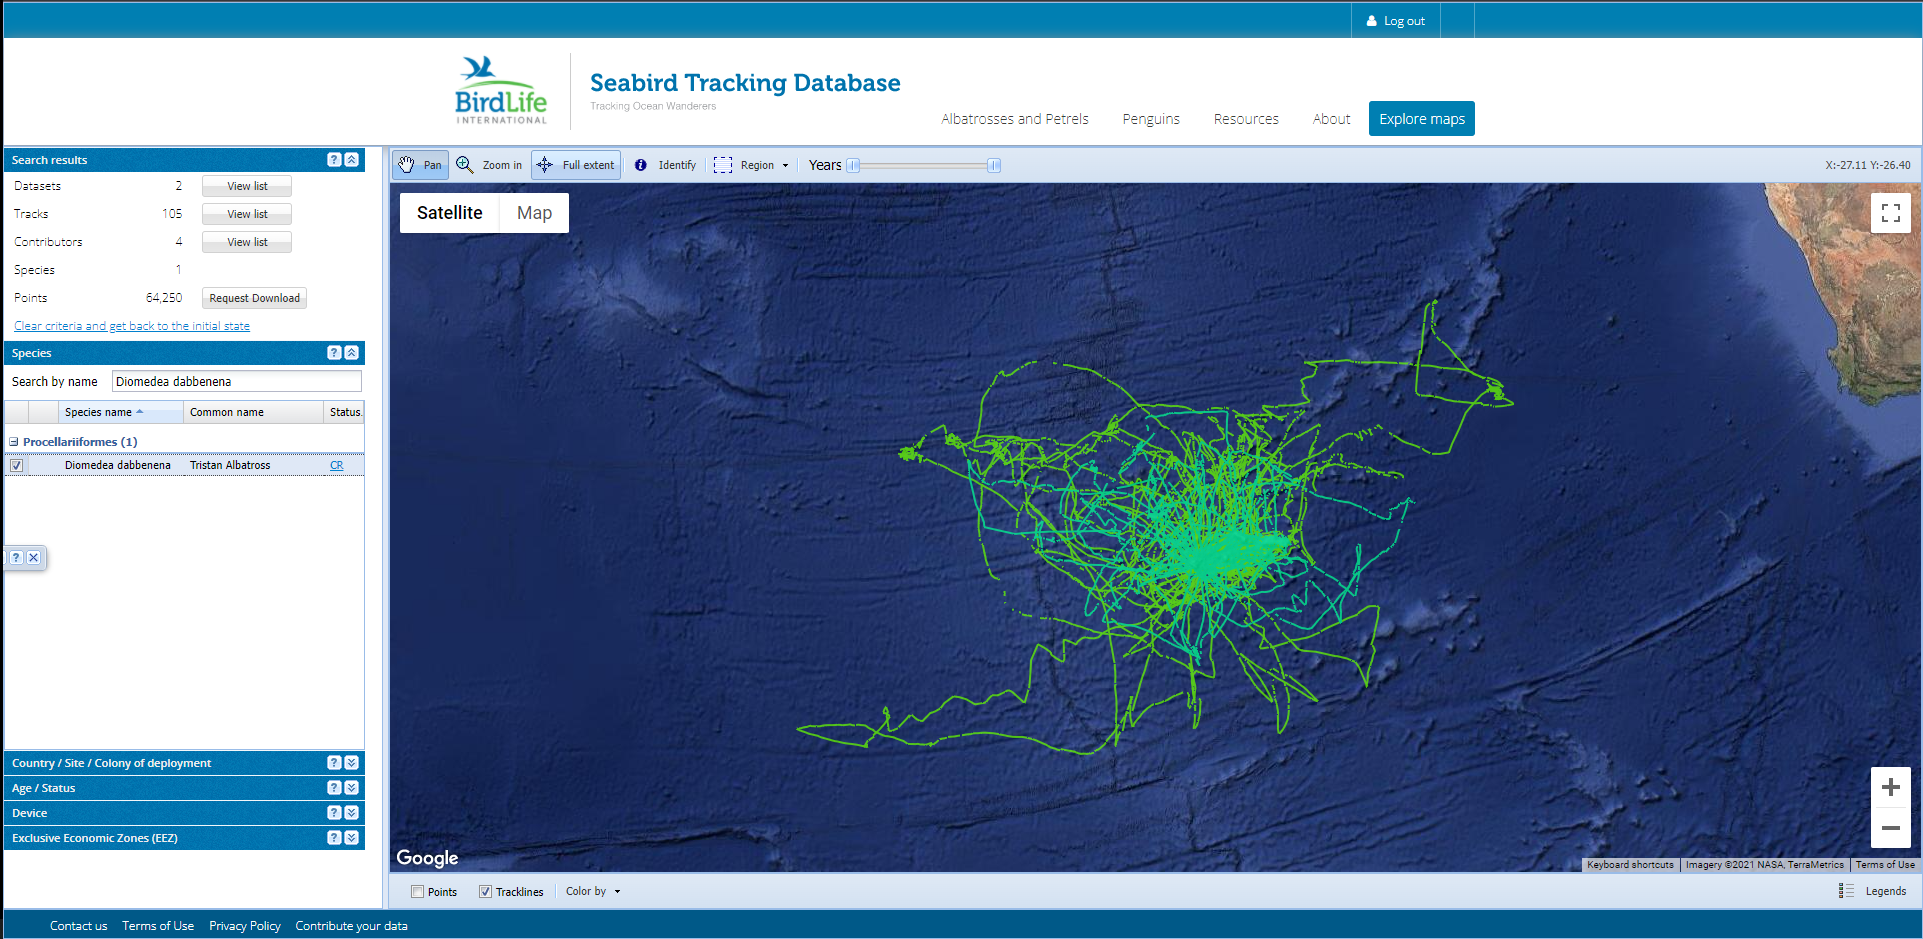 Log out
BirdLife
INTERNATIONAL
Seabird Tracking Database
Tracking Ocean Wanderers
Albatrosses and Petrels Penguins Resources About Explore maps
Search results
Datasets 2 View list
Tracks 105 View list
Contributors 4 View list
Species 1
Points 64,250 Request Download
Clear criteria and get back to the initial state
Species
Search by name Diomedea dabbenena
Species name Common name Status.
Procellariiformes (1)
Diomedea dabbenena Tristan Albatross CR
Country / Site / Colony of deployment
Age / Status
Device
Exclusive Economic Zones (EEZ)
Pan Zoom in Full extent Identify Region Years X:-27.11 Y:-26.40
Satellite Map
Google
Keyboard shortcuts Imagery ©2021 NASA, TerraMetrics Terms of Use
Points Tracklines Color by Legends
Contact us Terms of Use Privacy Policy Contribute your data